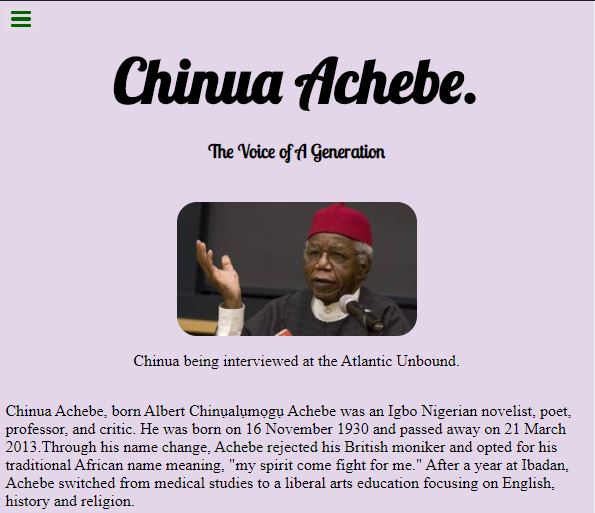 Chinua Achebe.
The Voice of A Generation
Chinua being interviewed at the Atlantic Unbound.
Chinua Achebe, born Albert Chinụalụmọgụ Achebe was an Igbo Nigerian novelist, poet,
professor, and critic. He was born on 16 November 1930 and passed away on 21 March
2013.Through his name change, Achebe rejected his British moniker and opted for his
traditional African name meaning, "my spirit come fight for me." After a year at Ibadan,
Achebe switched from medical studies to a liberal arts education focusing on English,
history and religion.